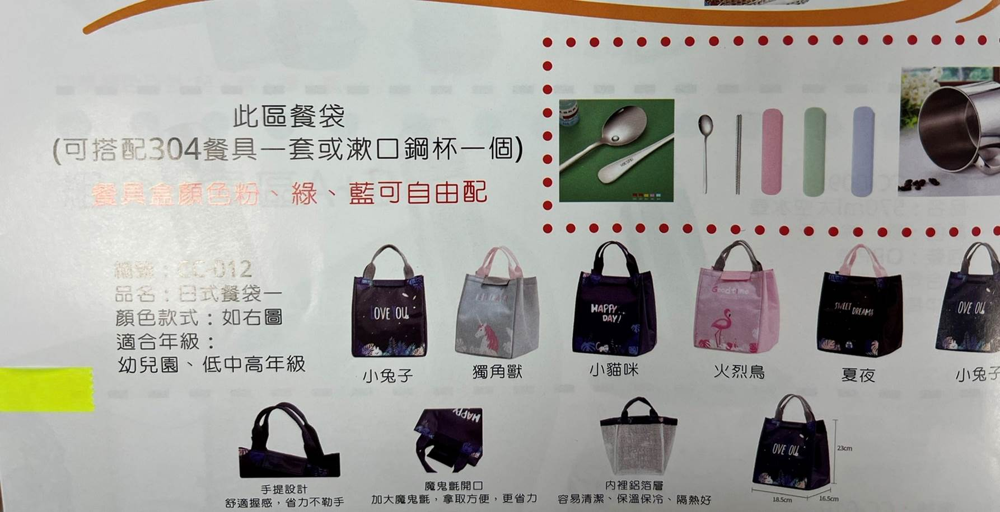 此區餐袋
(可搭配304餐具一套或漱口鋼杯一個)
餐具盒顏色粉、綠、藍可自由配
編號：CC-012
品名：日式餐袋一
顏色款式：如右圖
適合年級：
幼兒園、低中高年級
OVE OU
HAPPY
DAY!
Good time
SWEET DREAMS
OVE OU
小兔子
獨角獸
小貓咪
火烈鳥
夏夜
小兔子
HAPPY
OVE OU
23cm
18.5cm
16.5cm
手提設計
舒適握感，省力不勒手
魔鬼氈開口
加大魔鬼氈，拿取方便，更省力
內裡鋁箔層
容易清潔、保溫保冷、隔熱好